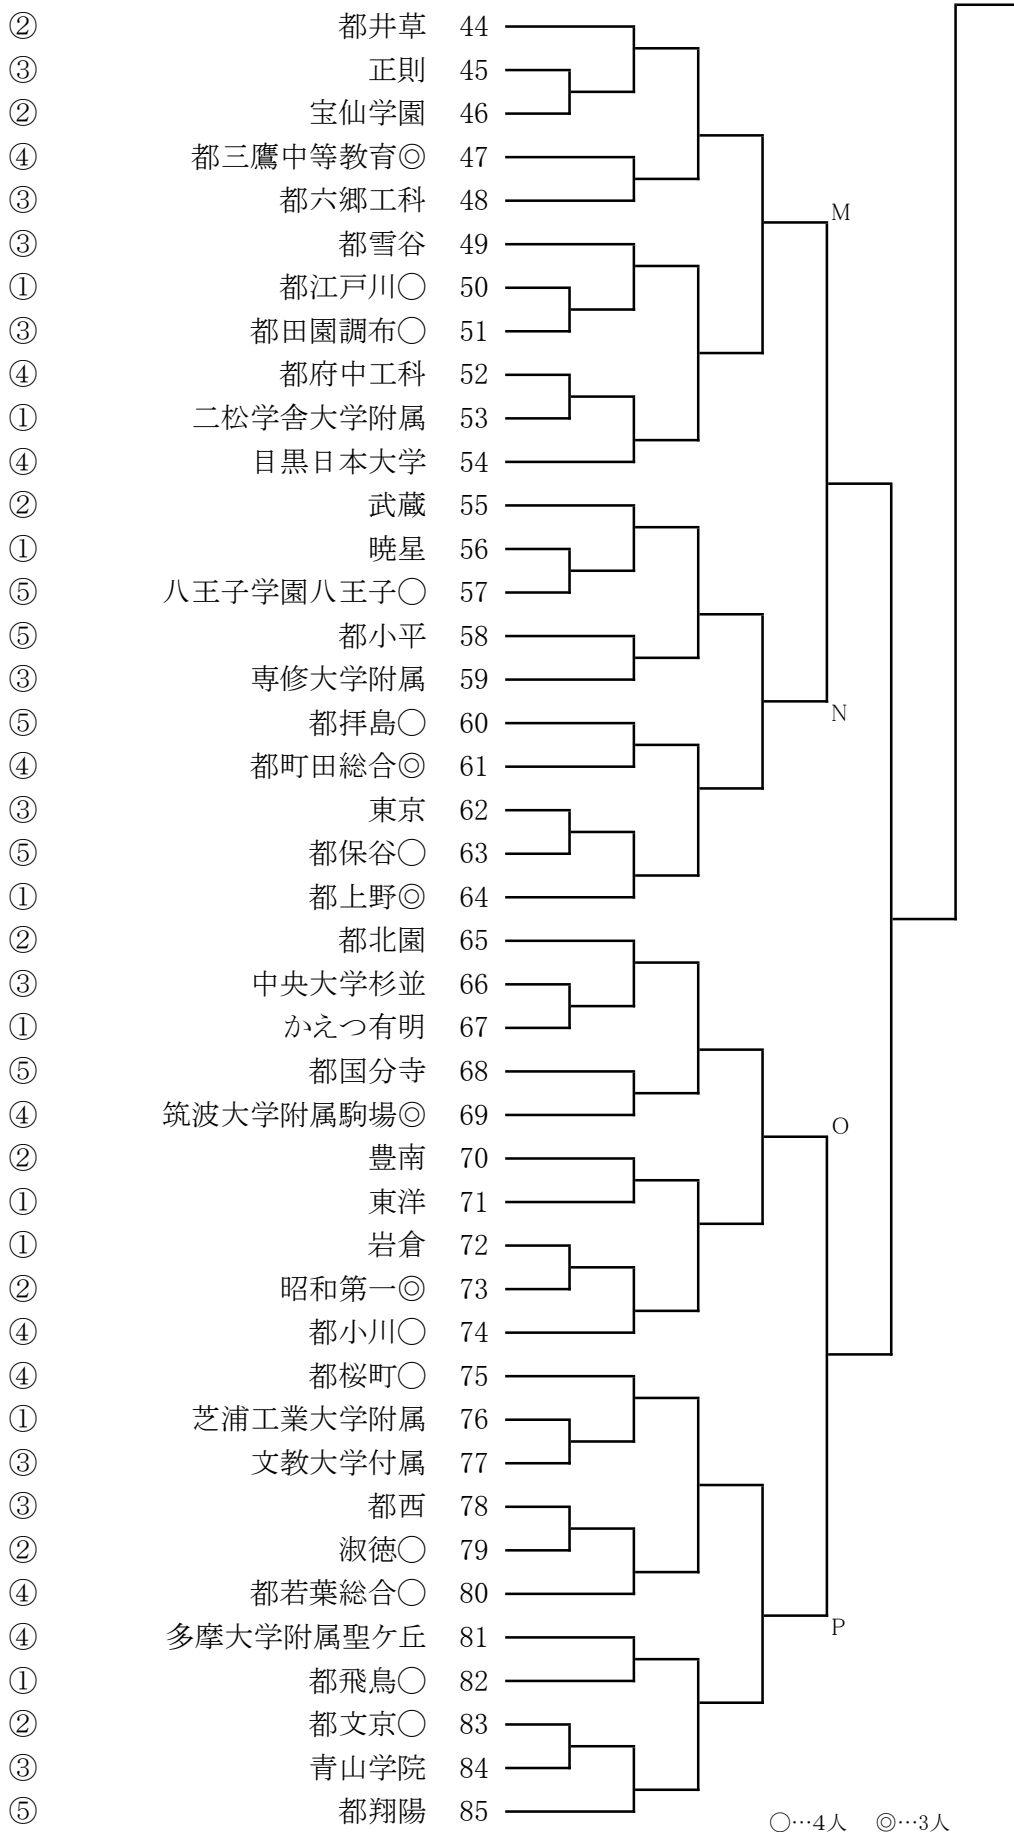 ② 都井草 44
③ 正則 45
② 宝仙学園 46
④ 都三鷹中等教育◎ 47
③ 都六郷工科 48
M
③ 都雪谷 49
① 都江戸川○ 50
③ 都田園調布○ 51
④ 都府中工科 52
① 二松学舎大学附属 53
④ 目黒日本大学 54
② 武蔵 55
① 暁星 56
⑤ 八王子学園八王子○ 57
⑤ 都小平 58
③ 専修大学附属 59
⑤ 都拝島○ 60
N
④ 都町田総合◎ 61
③ 東京 62
⑤ 都保谷○ 63
① 都上野◎ 64
② 都北園 65
③ 中央大学杉並 66
① かえつ有明 67
⑤ 都国分寺 68
④ 筑波大学附属駒場◎ 69
O
② 豊南 70
① 東洋 71
① 岩倉 72
② 昭和第一◎ 73
④ 都小川○ 74
④ 都桜町○ 75
① 芝浦工業大学附属 76
③ 文教大学付属 77
③ 都西 78
② 淑徳○ 79
④ 都若葉総合○ 80
P
④ 多摩大学附属聖ケ丘 81
① 都飛鳥○ 82
② 都文京○ 83
③ 青山学院 84
⑤ 都翔陽 85
○…4人 ◎…3人